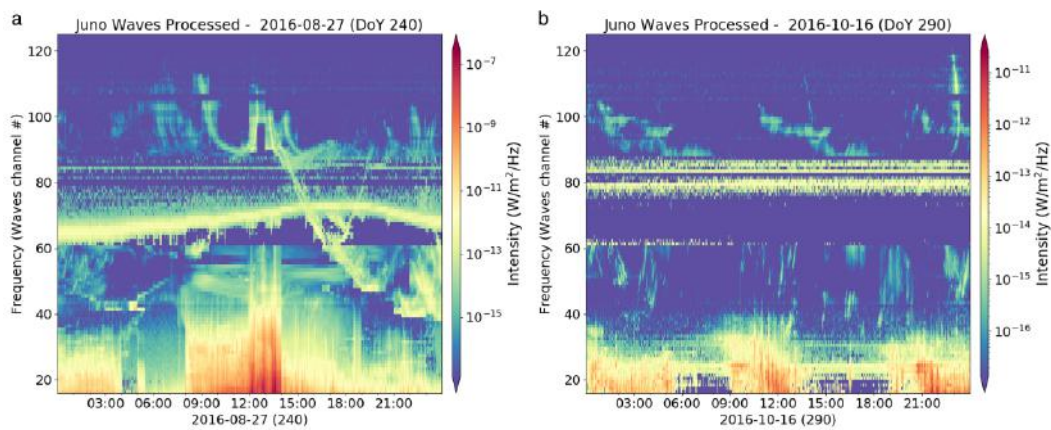 a
Juno Waves Processed - 2016-08-27 (DoY 240)
Frequency (Waves channel #)
120
100
80
60
40
20
03:00 06:00 09:00 12:00 15:00 18:00 21:00
2016-08-27 (240)
10⁻⁷
10⁻⁹
10⁻¹¹
10⁻¹³
10⁻¹⁵
Intensity (W/m²/Hz)
b
Juno Waves Processed - 2016-10-16 (DoY 290)
Frequency (Waves channel #)
120
100
80
60
40
20
03:00 06:00 09:00 12:00 15:00 18:00 21:00
2016-10-16 (290)
10⁻¹¹
10⁻¹²
10⁻¹³
10⁻¹⁴
10⁻¹⁵
10⁻¹⁶
Intensity (W/m²/Hz)